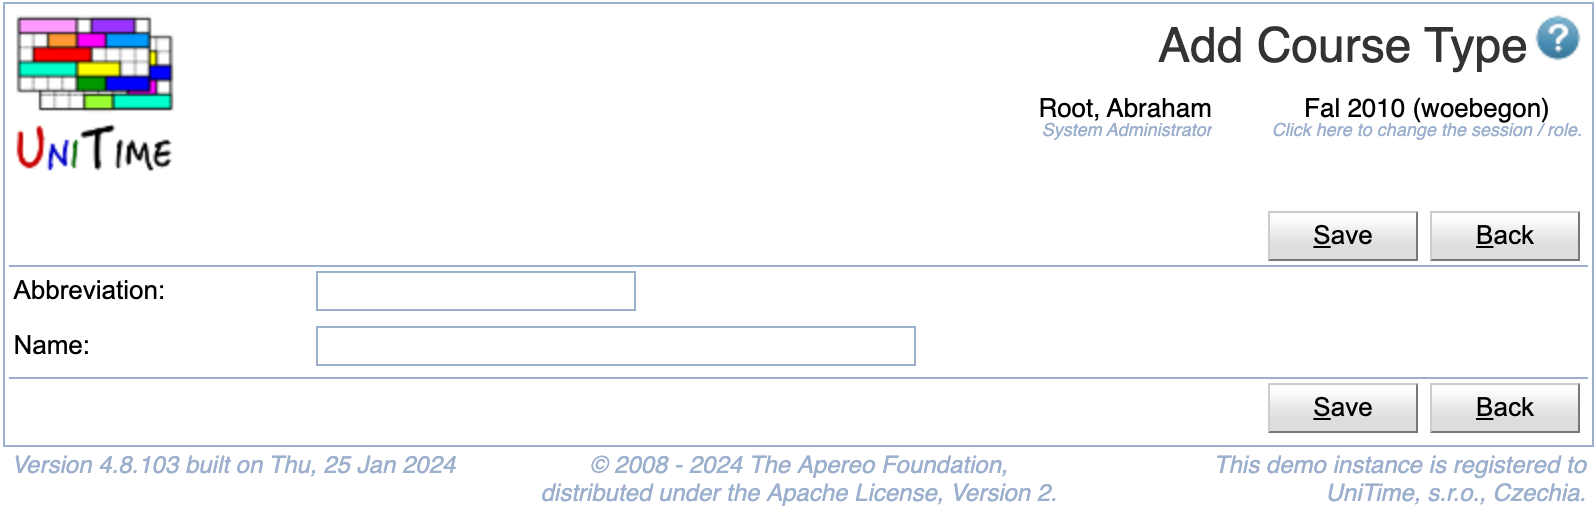 Add Course Type ?
Root, Abraham
System Administrator
Fal 2010 (woebegon)
Click here to change the session / role.
UNITIME
Save Back
Abbreviation:
Name:
Save Back
Version 4.8.103 built on Thu, 25 Jan 2024
© 2008 - 2024 The Apereo Foundation,
distributed under the Apache License, Version 2.
This demo instance is registered to
UniTime, s.r.o., Czechia.